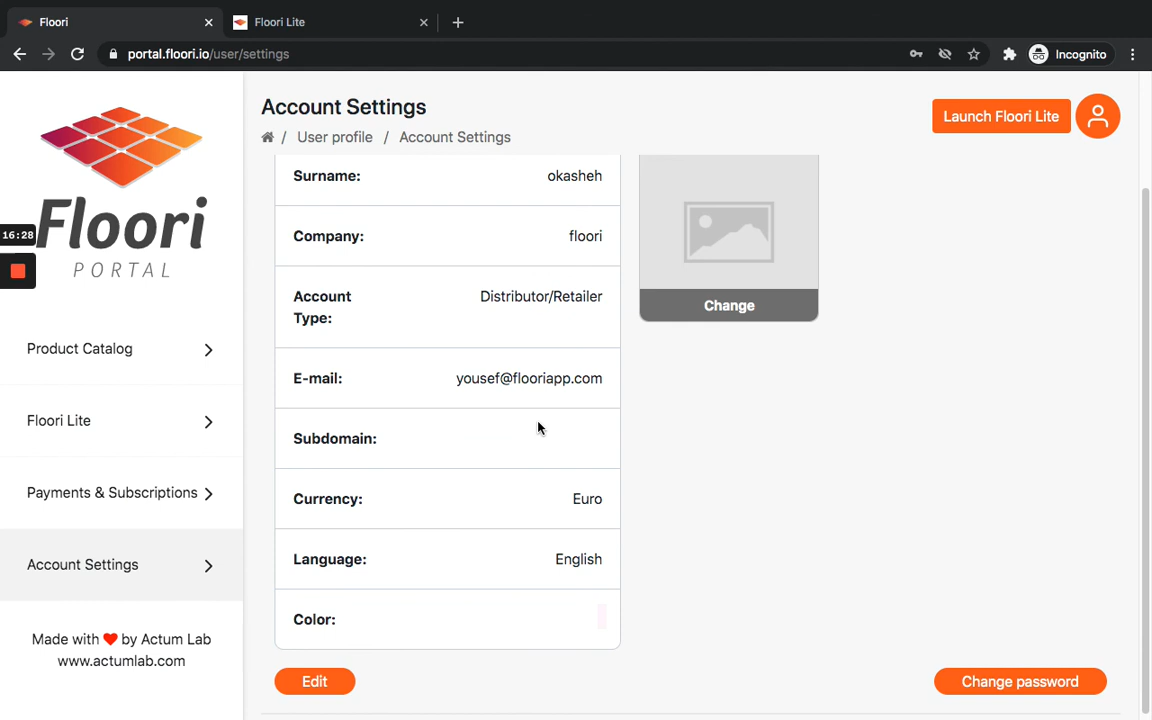 Floori
Floori Lite
portal.floori.io/user/settings
Incognito
Floori
PORTAL
16:28
Product Catalog
Floori Lite
Payments & Subscriptions
Account Settings
Made with ❤ by Actum Lab
www.actumlab.com
Account Settings
/ User profile / Account Settings
Launch Floori Lite
Surname: okasheh
Company: floori
Account Type: Distributor/Retailer
E-mail: yousef@flooriapp.com
Subdomain:
Currency: Euro
Language: English
Color:
Change
Edit
Change password